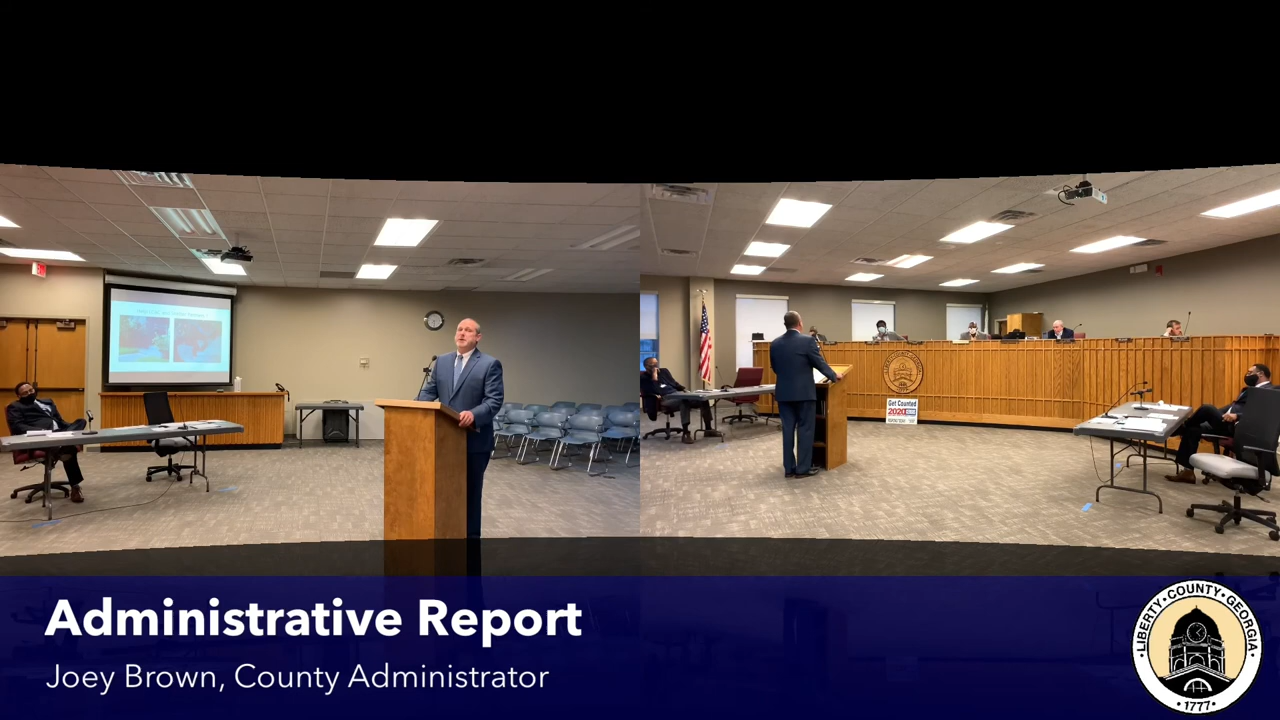 Get Counted
2020
Administrative Report
Joey Brown, County Administrator
LIBERTY • COUNTY • GEORGIA
• 1777 •